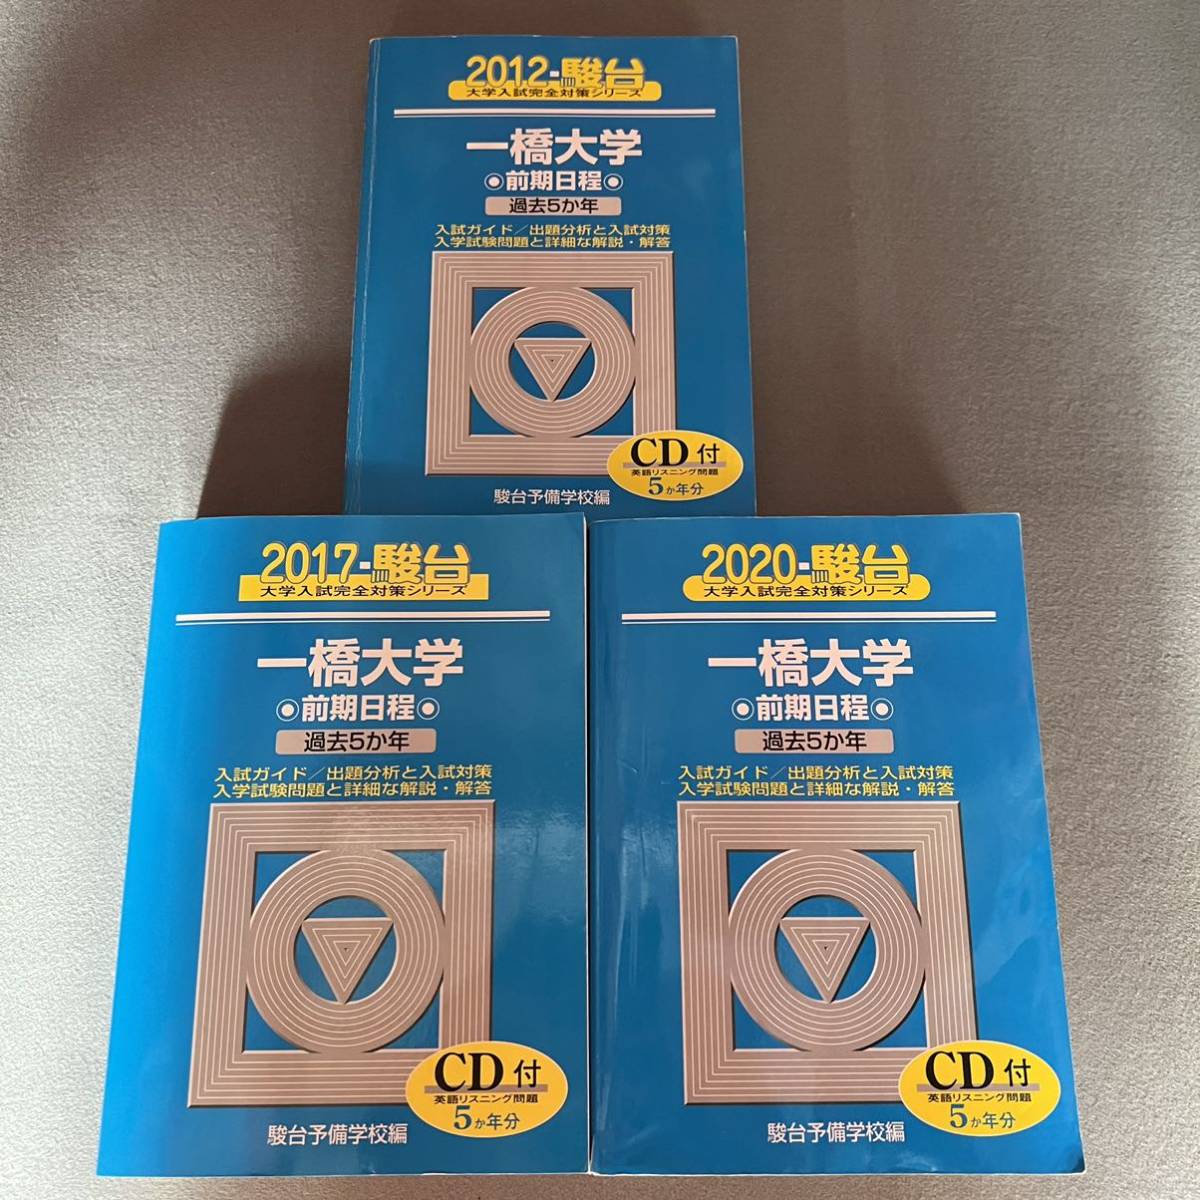 2012-駿台
大学入試完全対策シリーズ
一橋大学
前期日程
過去5か年
入試ガイド/出題分析と入試対策
入学試験問題と詳細な解説・解答
CD付
英語リスニング問題
5か年分
駿台予備学校編
2017-駿台
大学入試完全対策シリーズ
一橋大学
前期日程
過去5か年
入試ガイド/出題分析と入試対策
入学試験問題と詳細な解説・解答
CD付
英語リスニング問題
5か年分
駿台予備学校編
2020-駿台
大学入試完全対策シリーズ
一橋大学
前期日程
過去5か年
入試ガイド/出題分析と入試対策
入学試験問題と詳細な解説・解答
CD付
英語リスニング問題
5か年分
駿台予備学校編